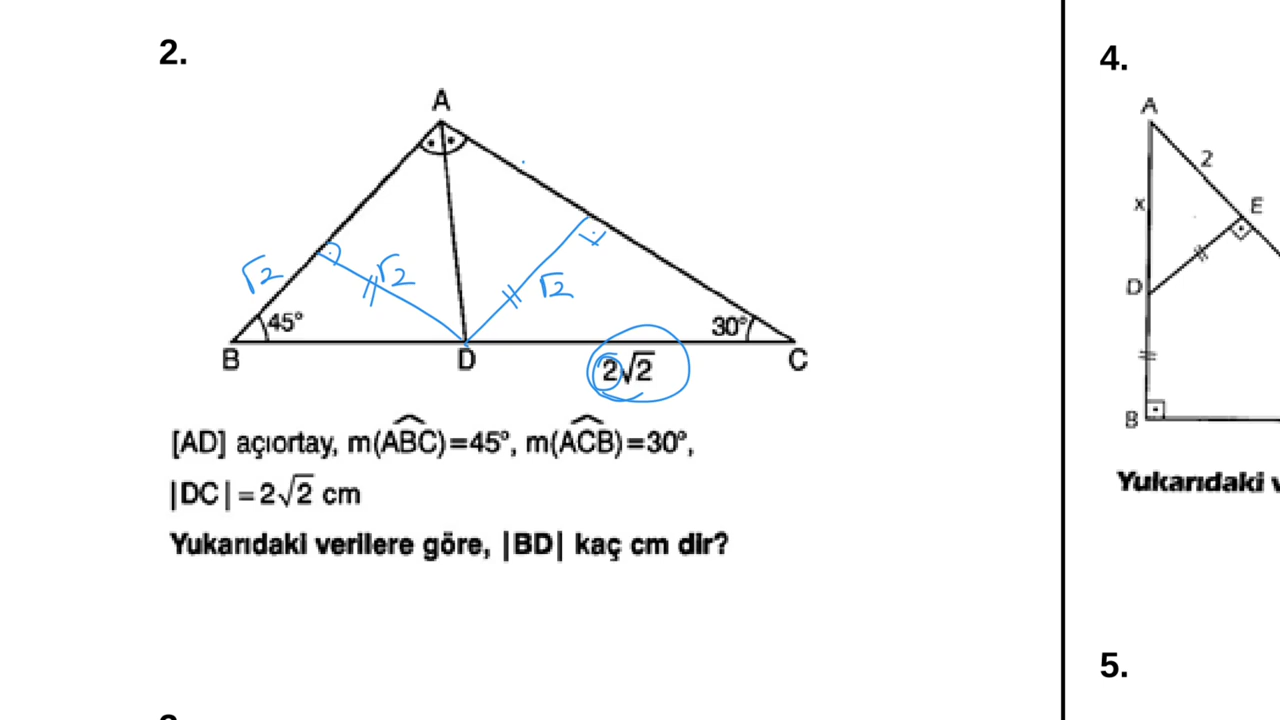 2.
A
√2
√2
√2
45°
30°
B
D
2√2
C
[AD] açıortay, m(ABC)=45°, m(ACB)=30°,
|DC| = 2√2 cm
Yukarıdaki verilere göre, |BD| kaç cm dir?
4.
A
2
x
E
D
B
Yukarıdaki v
5.